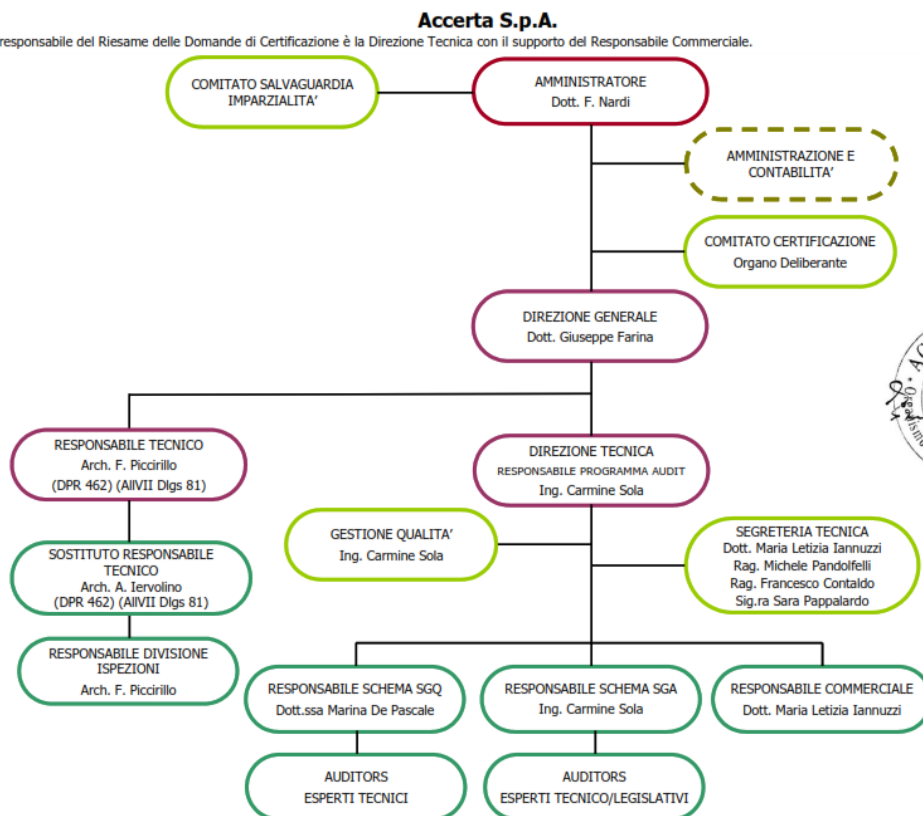 Accerta S.p.A.
responsabile del Riesame delle Domande di Certificazione è la Direzione Tecnica con il supporto del Responsabile Commerciale.
COMITATO SALVAGUARDIA
IMPARZIALITA’
AMMINISTRATORE
Dott. F. Nardi
AMMINISTRAZIONE E
CONTABILITA’
COMITATO CERTIFICAZIONE
Organo Deliberante
DIREZIONE GENERALE
Dott. Giuseppe Farina
RESPONSABILE TECNICO
Arch. F. Piccirillo
(DPR 462) (AllVII Dlgs 81)
DIREZIONE TECNICA
RESPONSABILE PROGRAMMA AUDIT
Ing. Carmine Sola
GESTIONE QUALITA’
Ing. Carmine Sola
SEGRETERIA TECNICA
Dott. Maria Letizia Iannuzzi
Rag. Michele Pandolfelli
Rag. Francesco Contaldo
Sig.ra Sara Pappalardo
SOSTITUTO RESPONSABILE
TECNICO
Arch. A. Iervolino
(DPR 462) (AllVII Dlgs 81)
RESPONSABILE DIVISIONE
ISPEZIONI
Arch. F. Piccirillo
RESPONSABILE SCHEMA SGQ
Dott.ssa Marina De Pascale
RESPONSABILE SCHEMA SGA
Ing. Carmine Sola
RESPONSABILE COMMERCIALE
Dott. Maria Letizia Iannuzzi
AUDITORS
ESPERTI TECNICI
AUDITORS
ESPERTI TECNICO/LEGISLATIVI